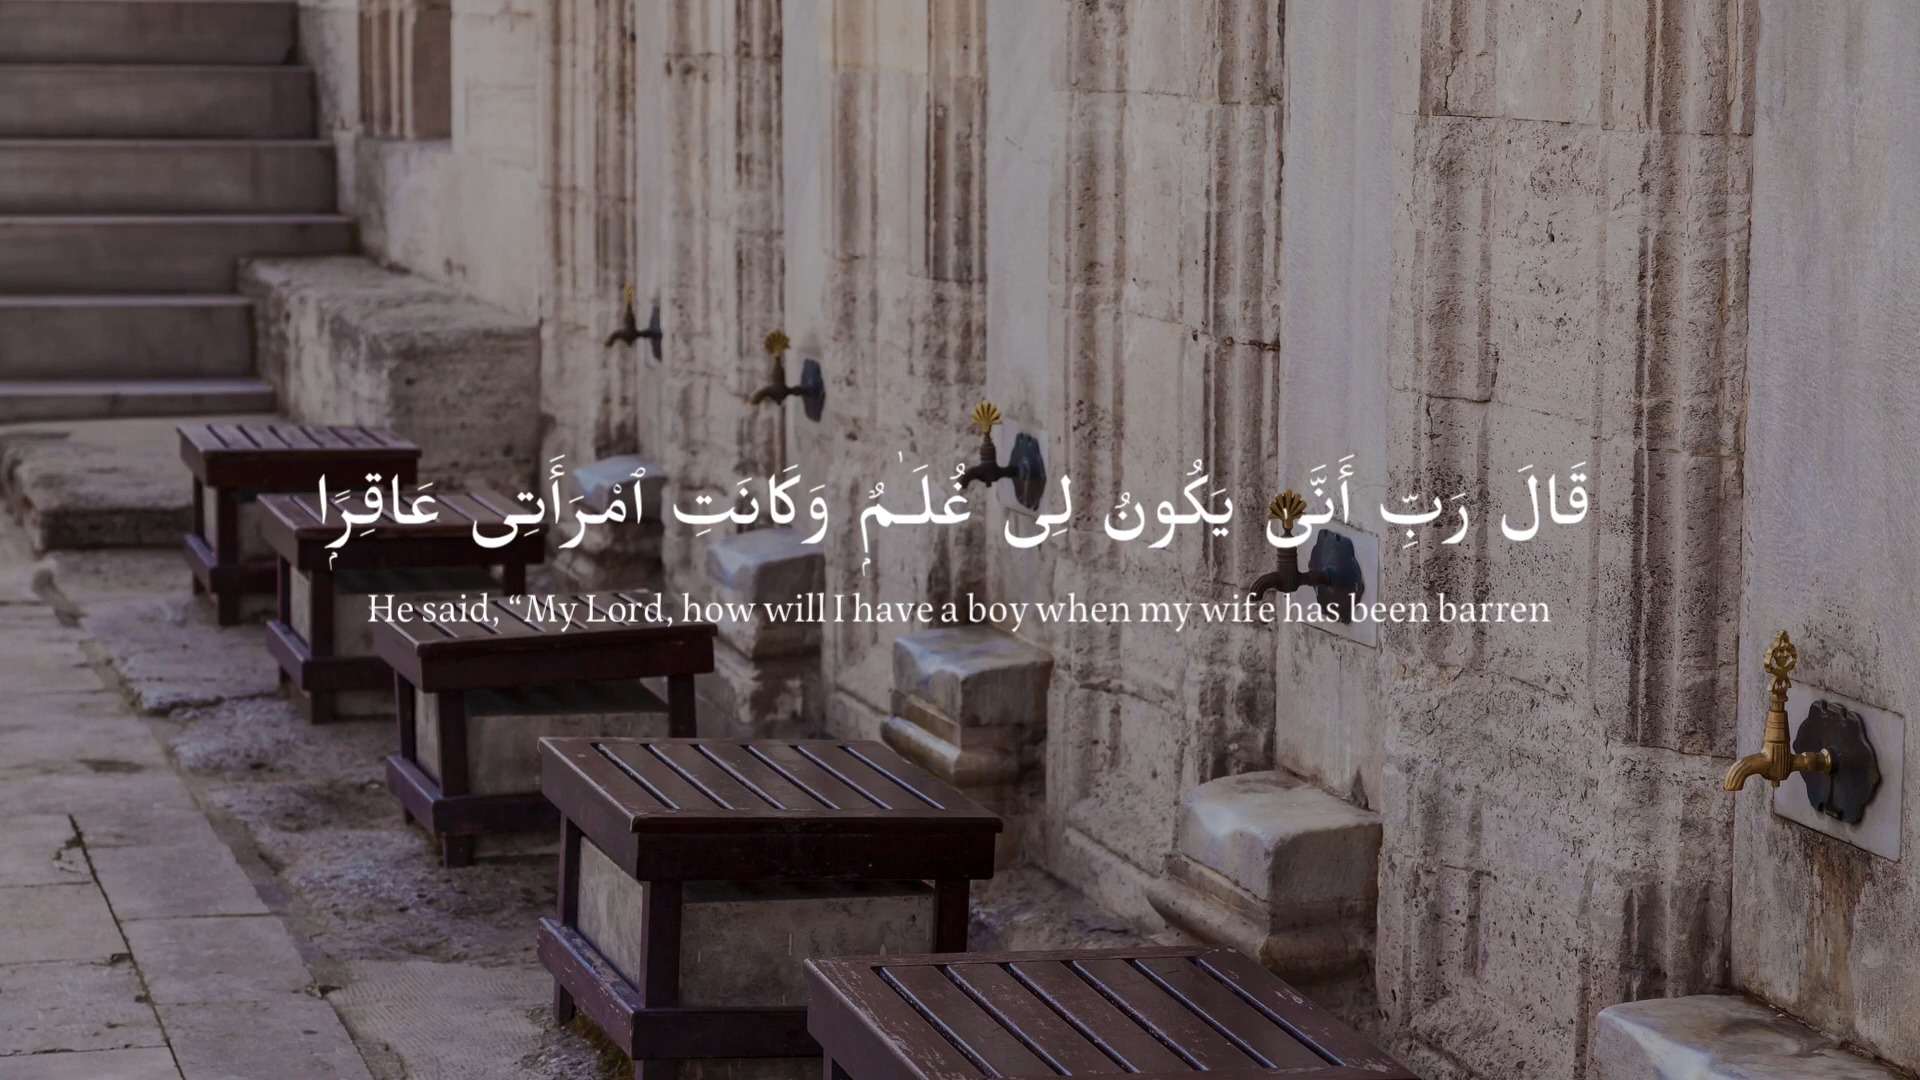 قَالَ رَبِّ أَنَّىٰ يَكُونُ لِى غُلَـٰمٌۭ وَكَانَتِ ٱمْرَأَتِى عَاقِرًۭا
He said, “My Lord, how will I have a boy when my wife has been barren